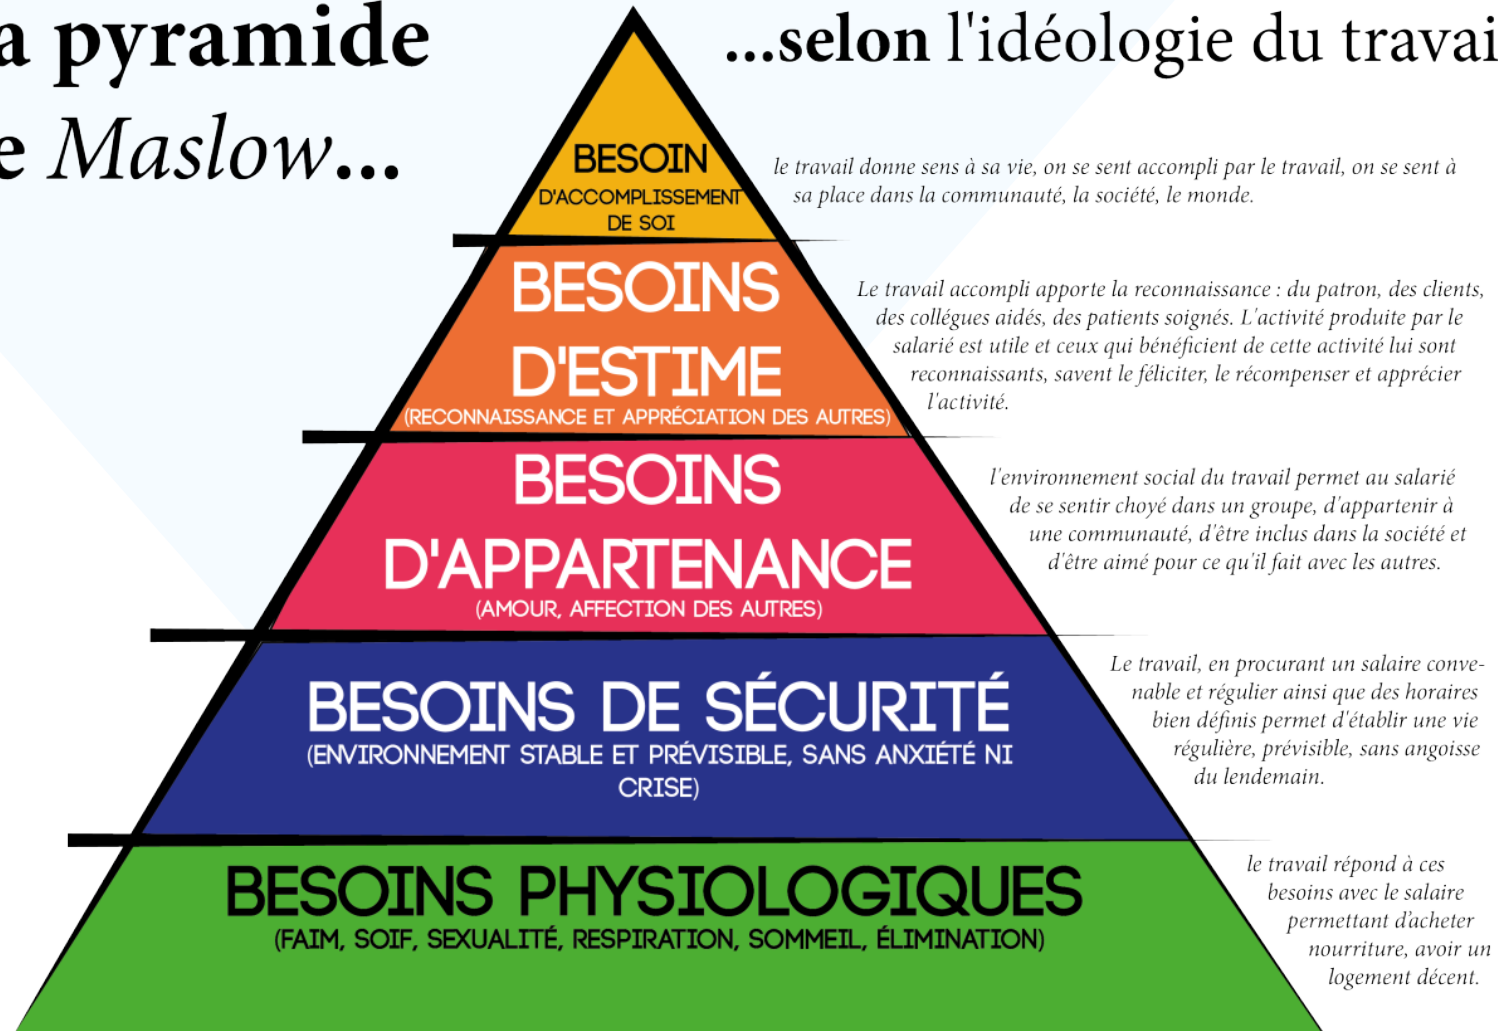 a pyramide
e Maslow...
...selon l'idéologie du travai
BESOIN
D'ACCOMPLISSEMENT
DE SOI
le travail donne sens à sa vie, on se sent accompli par le travail, on se sent à
sa place dans la communauté, la société, le monde.
BESOINS
D'ESTIME
(RECONNAISSANCE ET APPRÉCIATION DES AUTRES)
Le travail accompli apporte la reconnaissance : du patron, des clients,
des collégues aidés, des patients soignés. L'activité produite par le
salarié est utile et ceux qui bénéficient de cette activité lui sont
reconnaissants, savent le féliciter, le récompenser et apprécier
l'activité.
BESOINS
D'APPARTENANCE
(AMOUR, AFFECTION DES AUTRES)
l'environnement social du travail permet au salarié
de se sentir choyé dans un groupe, d'appartenir à
une communauté, d'être inclus dans la société et
d'être aimé pour ce qu'il fait avec les autres.
BESOINS DE SÉCURITÉ
(ENVIRONNEMENT STABLE ET PRÉVISIBLE, SANS ANXIÉTÉ NI
CRISE)
Le travail, en procurant un salaire conve-
nable et régulier ainsi que des horaires
bien définis permet d'établir une vie
régulière, prévisible, sans angoisse
du lendemain.
BESOINS PHYSIOLOGIQUES
(FAIM, SOIF, SEXUALITÉ, RESPIRATION, SOMMEIL, ÉLIMINATION)
le travail répond à ces
besoins avec le salaire
permettant d'acheter
nourriture, avoir un
logement décent.